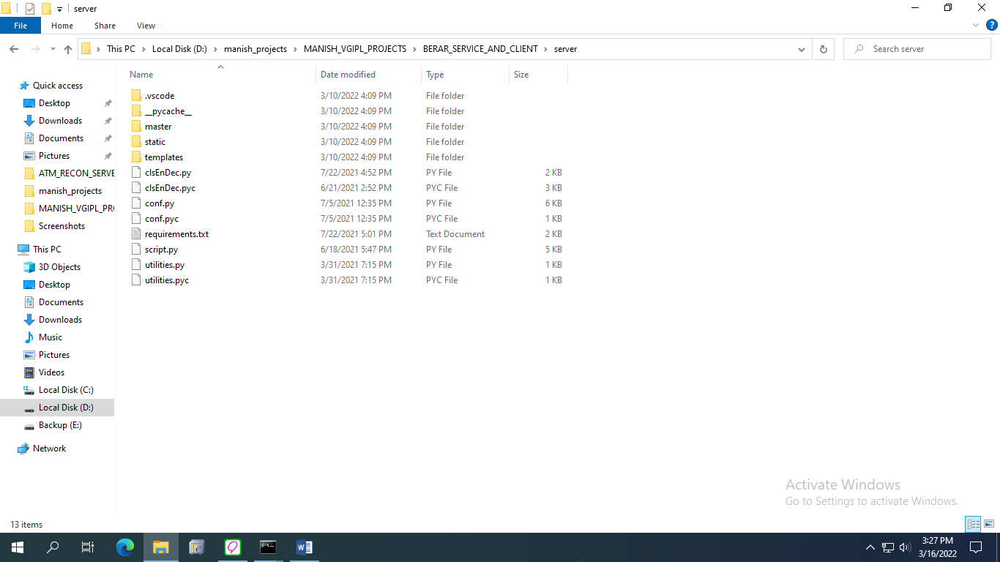 server
File Home Share View
This PC Local Disk (D:) manish_projects MANISH_VGIPL_PROJECTS BERAR_SERVICE_AND_CLIENT server
Search server
Quick access
Desktop
Downloads
Documents
Pictures
ATM_RECON_SERVE
manish_projects
MANISH_VGIPL_PRO
Screenshots
This PC
3D Objects
Desktop
Documents
Downloads
Music
Pictures
Videos
Local Disk (C:)
Local Disk (D:)
Backup (E:)
Network
Name Date modified Type Size
.vscode 3/10/2022 4:09 PM File folder
__pycache__ 3/10/2022 4:09 PM File folder
master 3/10/2022 4:09 PM File folder
static 3/10/2022 4:09 PM File folder
templates 3/10/2022 4:09 PM File folder
clsEnDec.py 7/22/2021 4:52 PM PY File 2 KB
clsEnDec.pyc 6/21/2021 2:52 PM PYC File 3 KB
conf.py 7/5/2021 12:35 PM PY File 6 KB
conf.pyc 7/5/2021 12:35 PM PYC File 1 KB
requirements.txt 7/22/2021 5:01 PM Text Document 2 KB
script.py 6/18/2021 5:47 PM PY File 5 KB
utilities.py 3/31/2021 7:15 PM PY File 1 KB
utilities.pyc 3/31/2021 7:15 PM PYC File 1 KB
Activate Windows
Go to Settings to activate Windows.
13 items
3:27 PM
3/16/2022